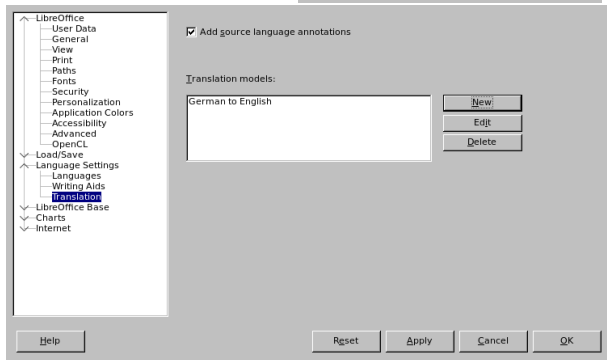 LibreOffice
User Data
General
View
Print
Paths
Fonts
Security
Personalization
Application Colors
Accessibility
Advanced
OpenCL
Load/Save
Language Settings
Languages
Writing Aids
Translation
LibreOffice Base
Charts
Internet
Add source language annotations
Translation models:
German to English
New
Edit
Delete
Help
Reset
Apply
Cancel
OK